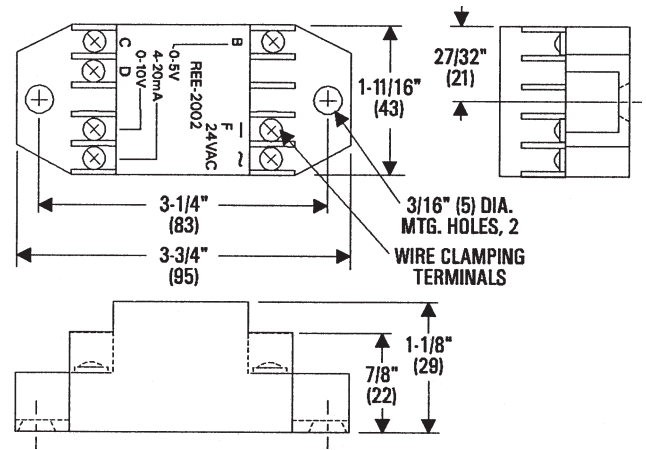 C
D
B
0-5V
4-20mA
0-10V
REE-2002
F
24VAC
—
~
1-11/16"
(43)
27/32"
(21)
3-1/4"
(83)
3/16" (5) DIA.
MTG. HOLES, 2
3-3/4"
(95)
WIRE CLAMPING
TERMINALS
1-1/8"
(29)
7/8"
(22)